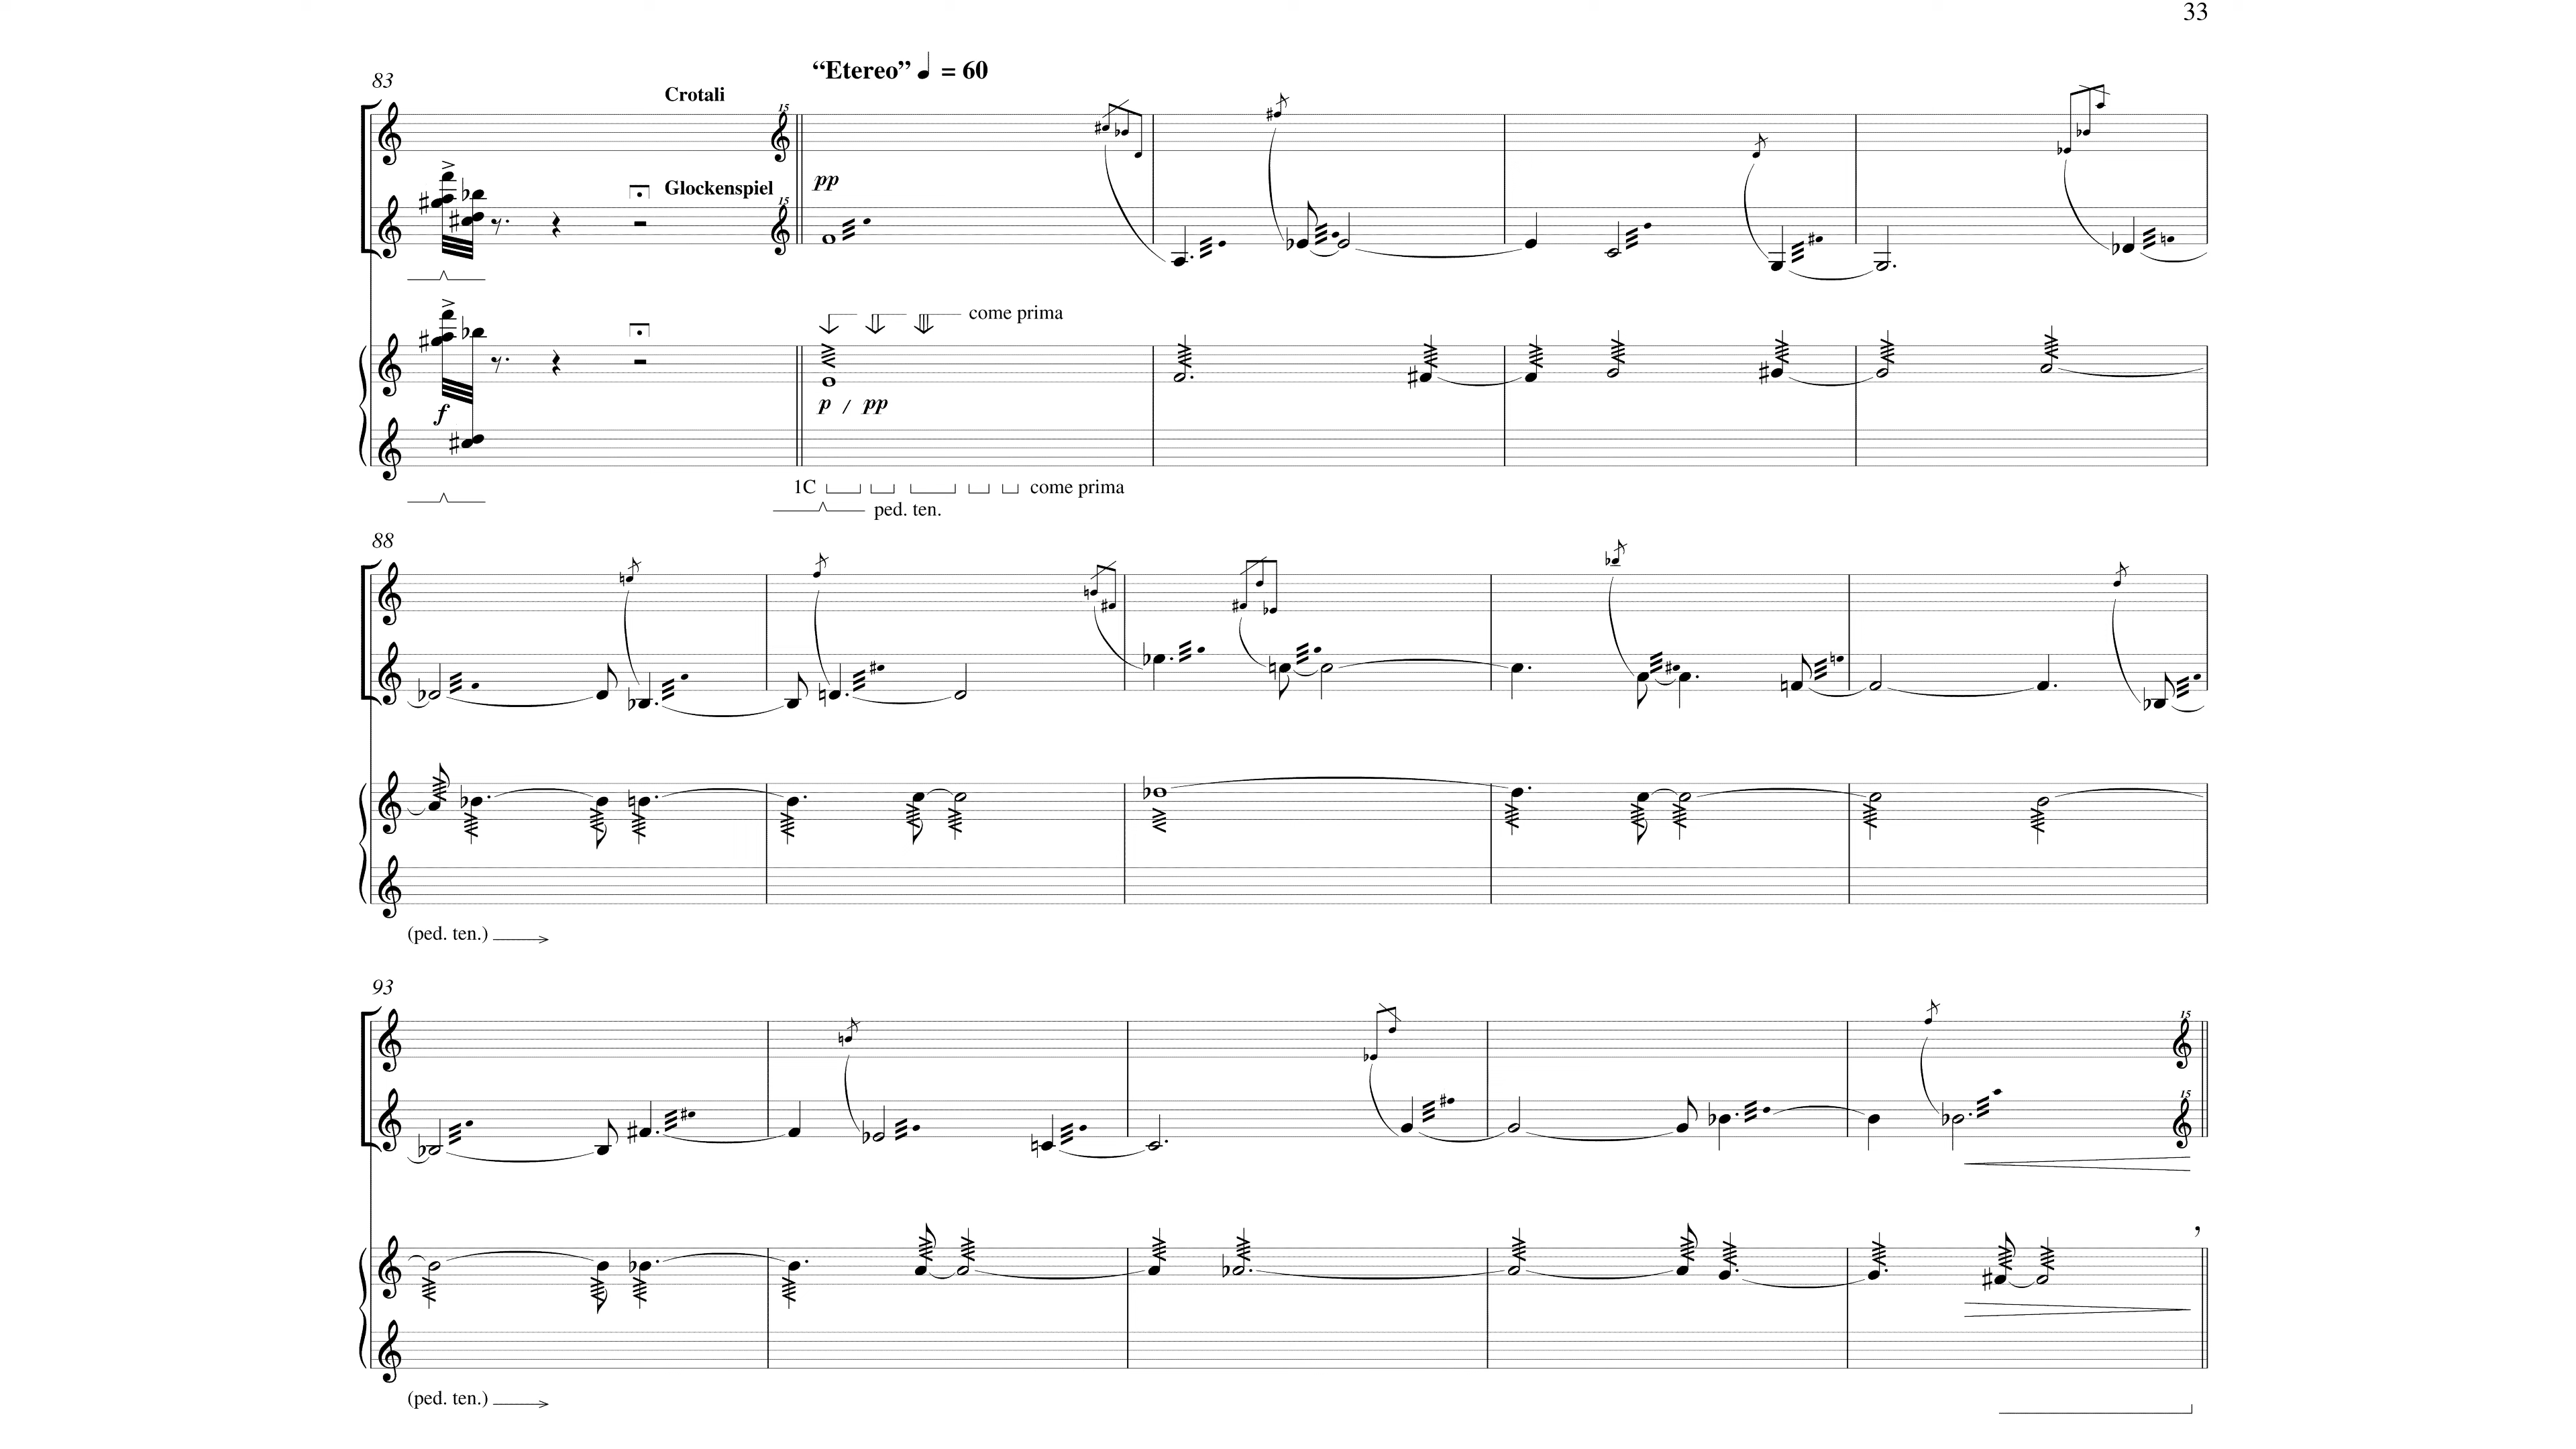 33
“Etereo” ♩ = 60
83
Crotali
15
pp
Glockenspiel
15
come prima
f
p / pp
1C come prima
ped. ten.
88
(ped. ten.)
93
15
15
(ped. ten.)